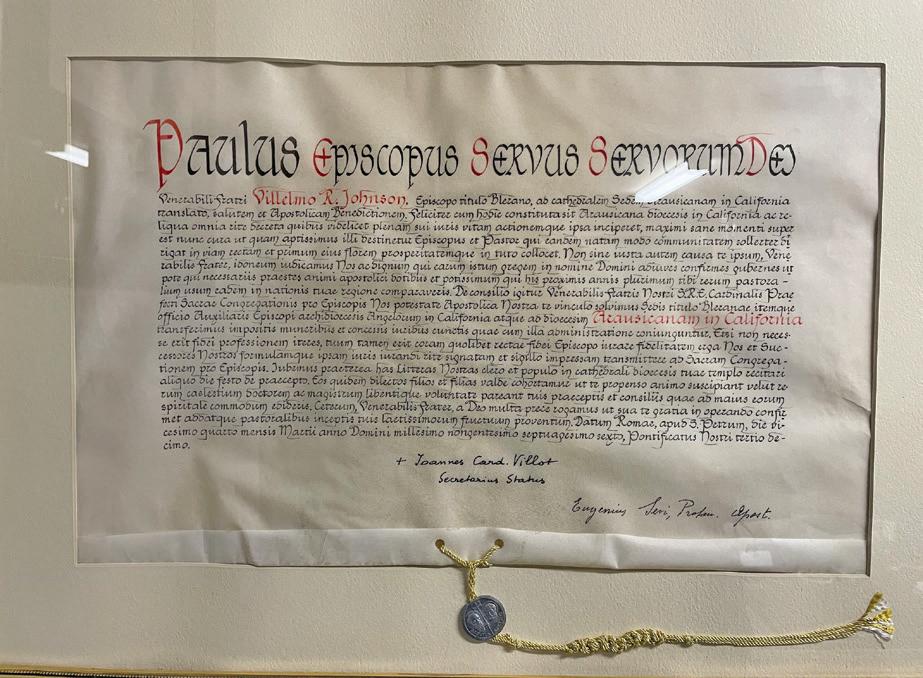 Paulus Episcopus Servus Servorum Dei
Venerabili Fratri Villelmo R. Johnson, Episcopo titulo Blerano, ad cathedralem Sedem Arausicanam in California
translato, salutem et Apostolicam Benedictionem. Feliciter cum hodie constituta sit Arausicana dioecesis in California ac re-
liqua omnia rite decreta quibus videlicet plenam sui iuris vitam actionemque ipsa inciperet, maximi sane momenti super
est nunc cura ut quam aptissimus illi destinetur Episcopus et Pastor qui eandem natam modo communitatem sollerter di
rigat in viam rectam et primum eius florem prosperitatemque in tuto collocet. Non sine iusta autem causa te ipsum, Vene
rabilis Frater, idoneum iudicamus Nos ac dignum qui earum istum gregem in nomine Domini adiuves confirmes gubernes ut
pote qui necessariis praestes animi apostolici dotibus et potissimum qui his proximis annis plurimum tibi rerum pastora-
lium usum eadem in nationis tuae regione comparaveris. De consilio igitur Venerabilis Fratris Nostri S.R.E. Cardinalis Prae
fecti Sacrae Congregationis pro Episcopis Nos potestate Apostolica Nostra te vinculo solvimus Sedis titulo Bleranae itemque
officio Auxiliaris Episcopi archidioecesis Angelorum in California atque ad dioecesim Arausicanam in California
transferimus impositis muneribus et concessis iuribus cunctis quae cum illa administratione coniunguntur. Etsi non neces-
se erit fidei professionem iteres, tuum tamen erit coram quolibet rectae fidei Episcopo iurare fidelitatem erga Nos et Suc-
cessores Nostros formulamque ipsam iuris iurandi rite signatam et sigillo impressam transmittere ad Sacram Congrega-
tionem pro Episcopis. Iubemus praeterea has Litteras Nostras clero et populo in cathedrali dioecesis tuae templo recitari
aliquo die festo de praecepto. Eos quidem dilectos filios et filias valde cohortamur ut te propenso animo suscipiant velut re-
rum caelestium doctorem ac magistrum libentique voluntate pareant tuis praeceptis et consiliis quae ad maius eorum
spiritale commodum edideris. Ceterum, Venerabilis Frater, a Deo multa prece rogamus ut sua te gratia in operando confir
met addatque pastoralibus inceptis tuis laetissimorum fructuum proventum. Datum Romae, apud S. Petrum, die vi-
cesimo quarto mensis Martii anno Domini millesimo nongentesimo septuagesimo sexto, Pontificatus Nostri tertio de-
cimo.
+ Ioannes Card. Villot
Secretarius Status
Eugenius Sevi, Proton. Apost.